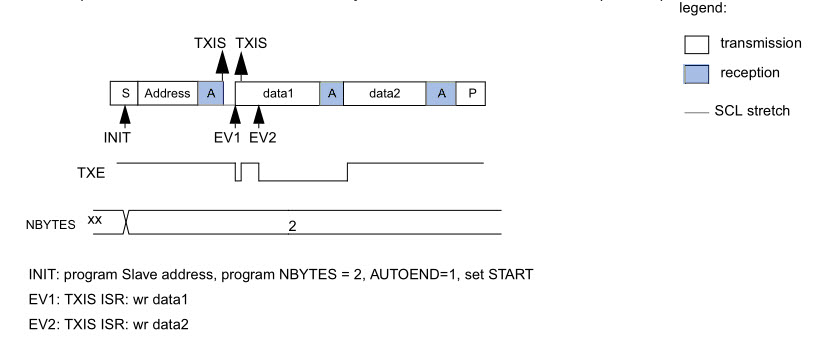 legend:
TXIS TXIS
transmission
reception
S Address A data1 A data2 A P
SCL stretch
INIT EV1 EV2
TXE
NBYTES xx 2
INIT: program Slave address, program NBYTES = 2, AUTOEND=1, set START
EV1: TXIS ISR: wr data1
EV2: TXIS ISR: wr data2